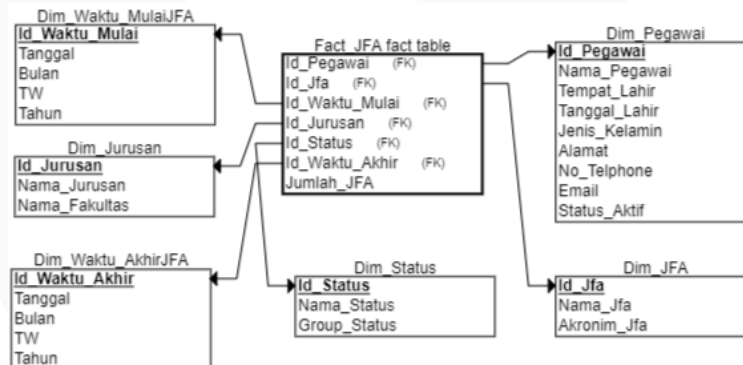 Dim_Waktu_MulaiJFA
Id_Waktu_Mulai
Tanggal
Bulan
TW
Tahun
Dim_Jurusan
Id_Jurusan
Nama_Jurusan
Nama_Fakultas
Dim_Waktu_AkhirJFA
Id_Waktu_Akhir
Tanggal
Bulan
TW
Tahun
Fact_JFA fact table
Id_Pegawai (FK)
Id_Jfa (FK)
Id_Waktu_Mulai (FK)
Id_Jurusan (FK)
Id_Status (FK)
Id_Waktu_Akhir (FK)
Jumlah_JFA
Dim_Status
Id_Status
Nama_Status
Group_Status
Dim_Pegawai
Id_Pegawai
Nama_Pegawai
Tempat_Lahir
Tanggal_Lahir
Jenis_Kelamin
Alamat
No_Telphone
Email
Status_Aktif
Dim_JFA
Id_Jfa
Nama_Jfa
Akronim_Jfa